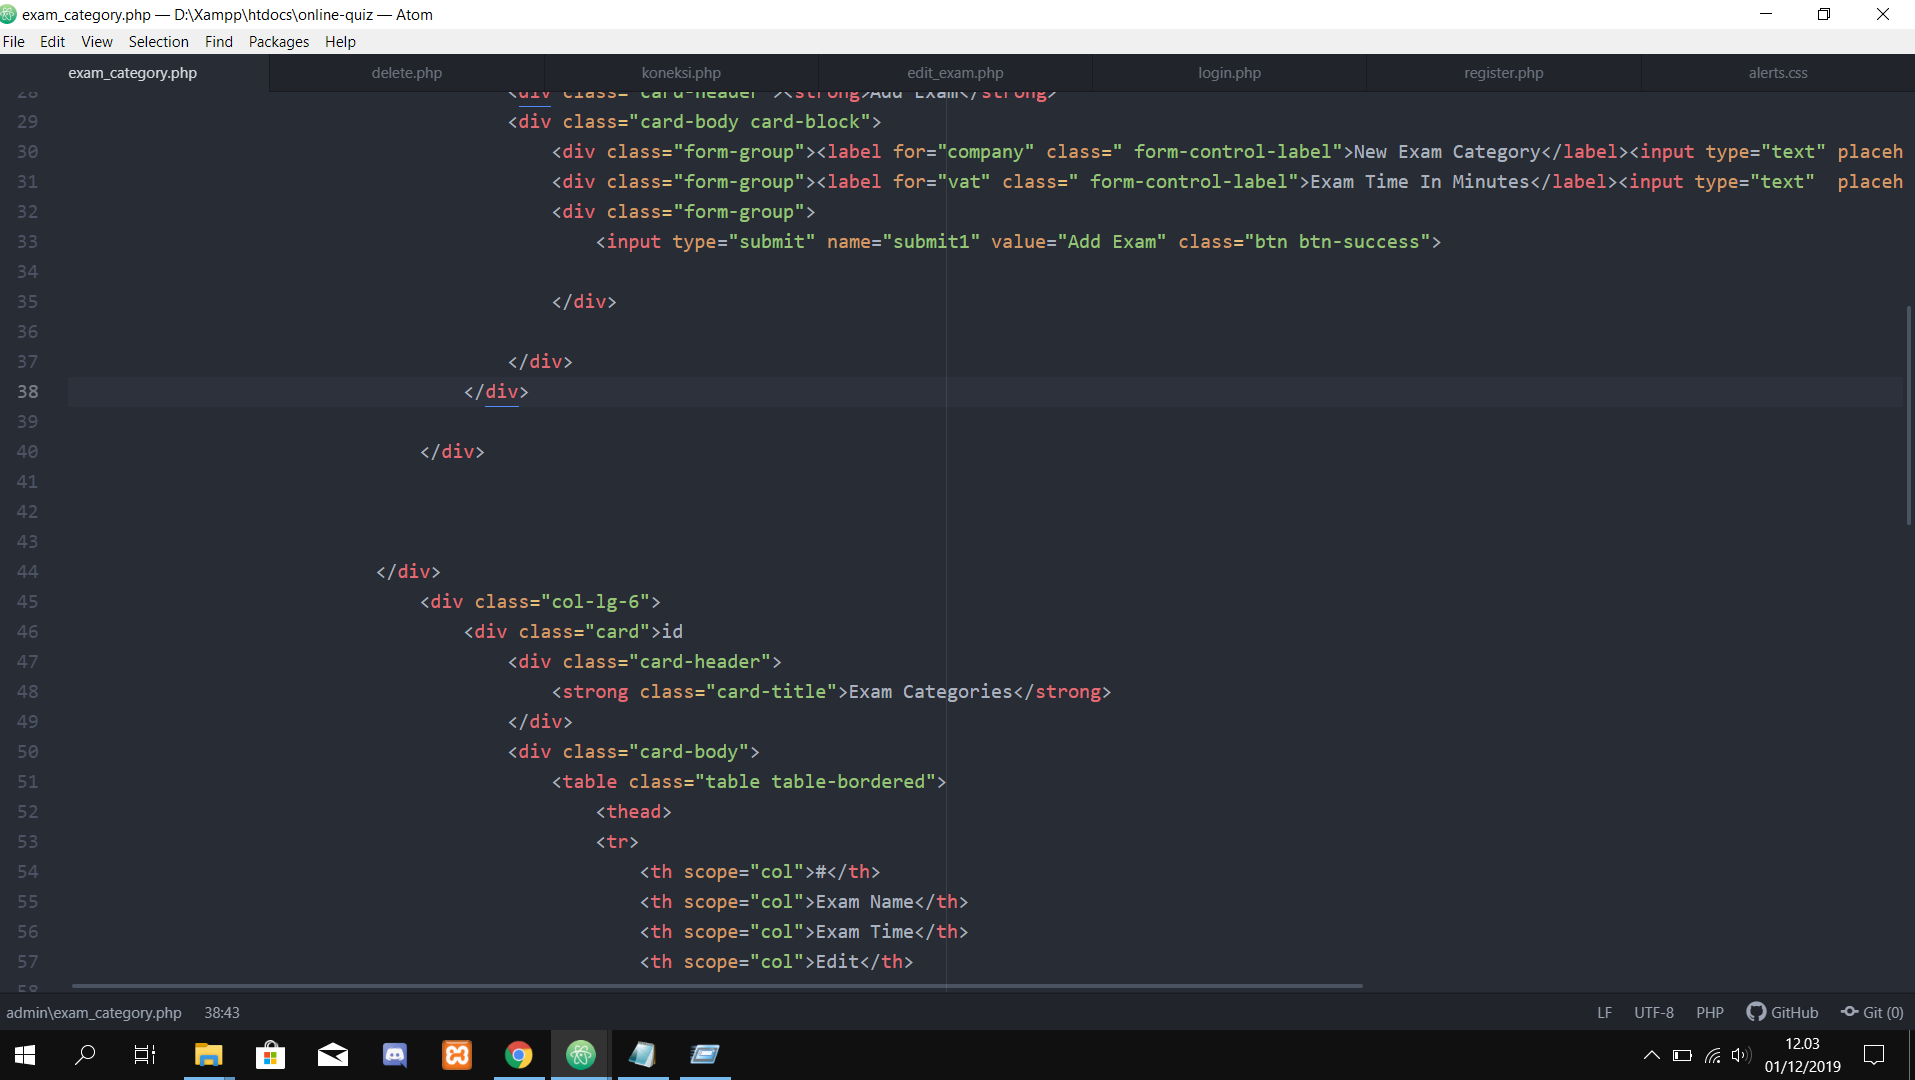 exam_category.php — D:\Xampp\htdocs\online-quiz — Atom
File Edit View Selection Find Packages Help
exam_category.php delete.php koneksi.php edit_exam.php login.php register.php alerts.css
28 <div class="card-header"><strong>Add Exam</strong>
29 <div class="card-body card-block">
30 <div class="form-group"><label for="company" class=" form-control-label">New Exam Category</label><input type="text" placeh
31 <div class="form-group"><label for="vat" class=" form-control-label">Exam Time In Minutes</label><input type="text"  placeh
32 <div class="form-group">
33 <input type="submit" name="submit1" value="Add Exam" class="btn btn-success">
34
35 </div>
36
37 </div>
38 </div>
39
40 </div>
41
42
43
44 </div>
45 <div class="col-lg-6">
46 <div class="card">id
47 <div class="card-header">
48 <strong class="card-title">Exam Categories</strong>
49 </div>
50 <div class="card-body">
51 <table class="table table-bordered">
52 <thead>
53 <tr>
54 <th scope="col">#</th>
55 <th scope="col">Exam Name</th>
56 <th scope="col">Exam Time</th>
57 <th scope="col">Edit</th>
58
admin\exam_category.php 38:43 LF UTF-8 PHP GitHub Git (0)
12.03
01/12/2019